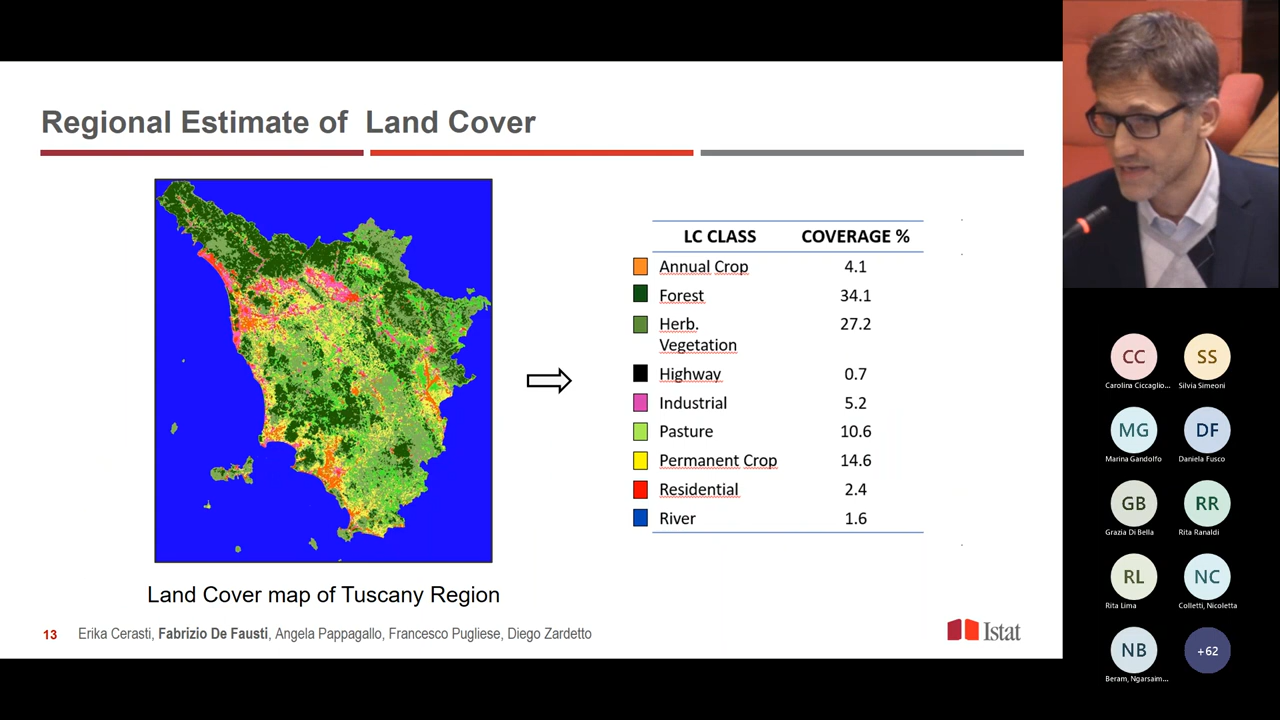 Regional Estimate of Land Cover
LC CLASS COVERAGE %
Annual Crop 4.1
Forest 34.1
Herb. 27.2
Vegetation
Highway 0.7
Industrial 5.2
Pasture 10.6
Permanent Crop 14.6
Residential 2.4
River 1.6
Land Cover map of Tuscany Region
13 Erika Cerasti, Fabrizio De Fausti, Angela Pappagallo, Francesco Pugliese, Diego Zardetto
Istat
CC SS
Carolina Ciccaglio... Silvia Simeoni
MG DF
Marina Gandolfo Daniela Fusco
GB RR
Grazia Di Bella Rita Ranaldi
RL NC
Rita Lima Colletti, Nicoletta
NB +62
Beram, Ngarsaim...